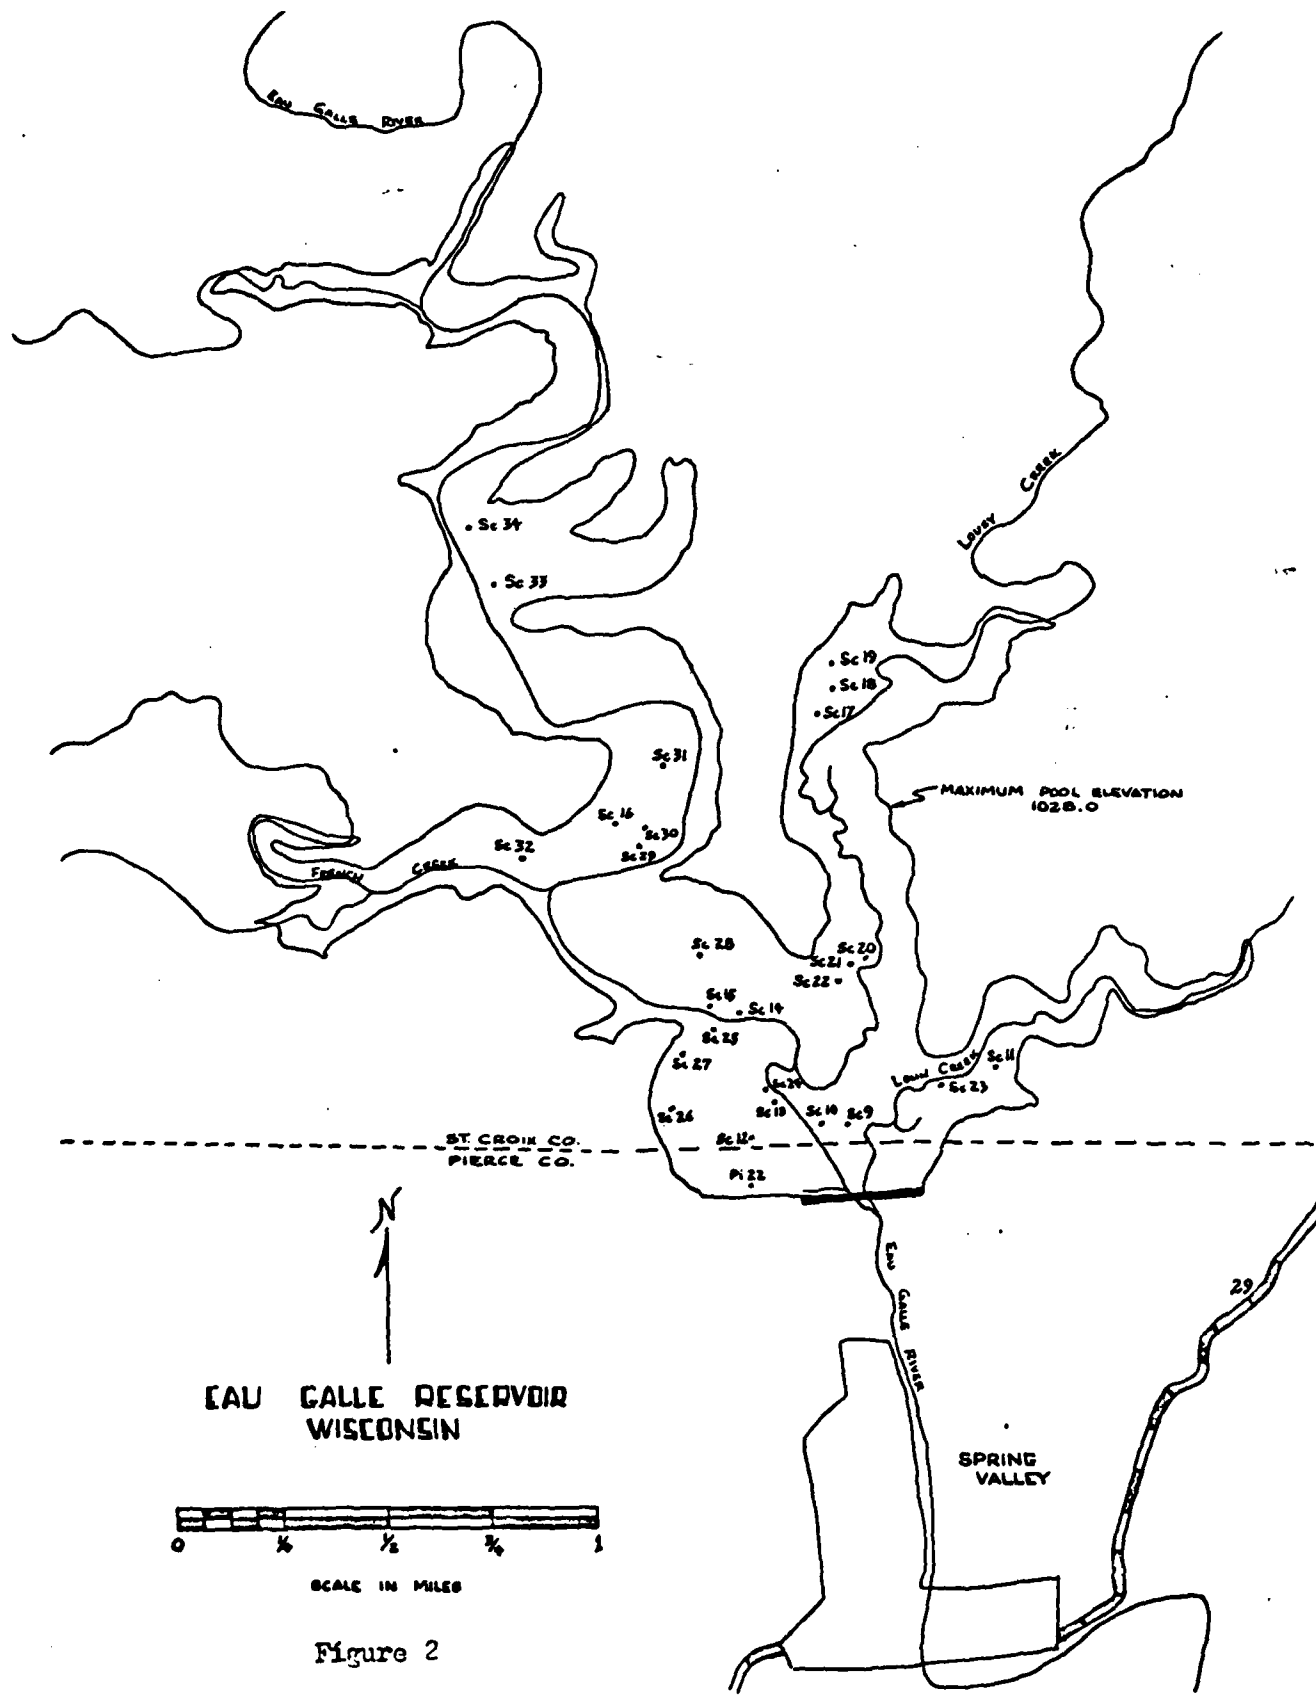 EAU GALLE RIVER
LOUSY CREEK
Sc 34
Sc 33
Sc 19
Sc 18
Sc 17
Sc 31
MAXIMUM POOL ELEVATION
1028.0
Sc 16
Sc 30
Sc 29
Sc 32
FRENCH CREEK
Sc 28
Sc 20
Sc 21
Sc 22
Sc 15
Sc 14
Sc 25
Sc 27
LOHN CREEK
Sc 11
Sc 23
Sc 24
Sc 13
Sc 26
Sc 10
Sc 9
Sc 12
ST. CROIX CO.
PIERCE CO.
Pi 22
N
EAU GALLE RIVER
29
EAU GALLE RESERVOIR
WISCONSIN
SPRING
VALLEY
0 1/4 1/2 3/4 1
SCALE IN MILES
Figure 2